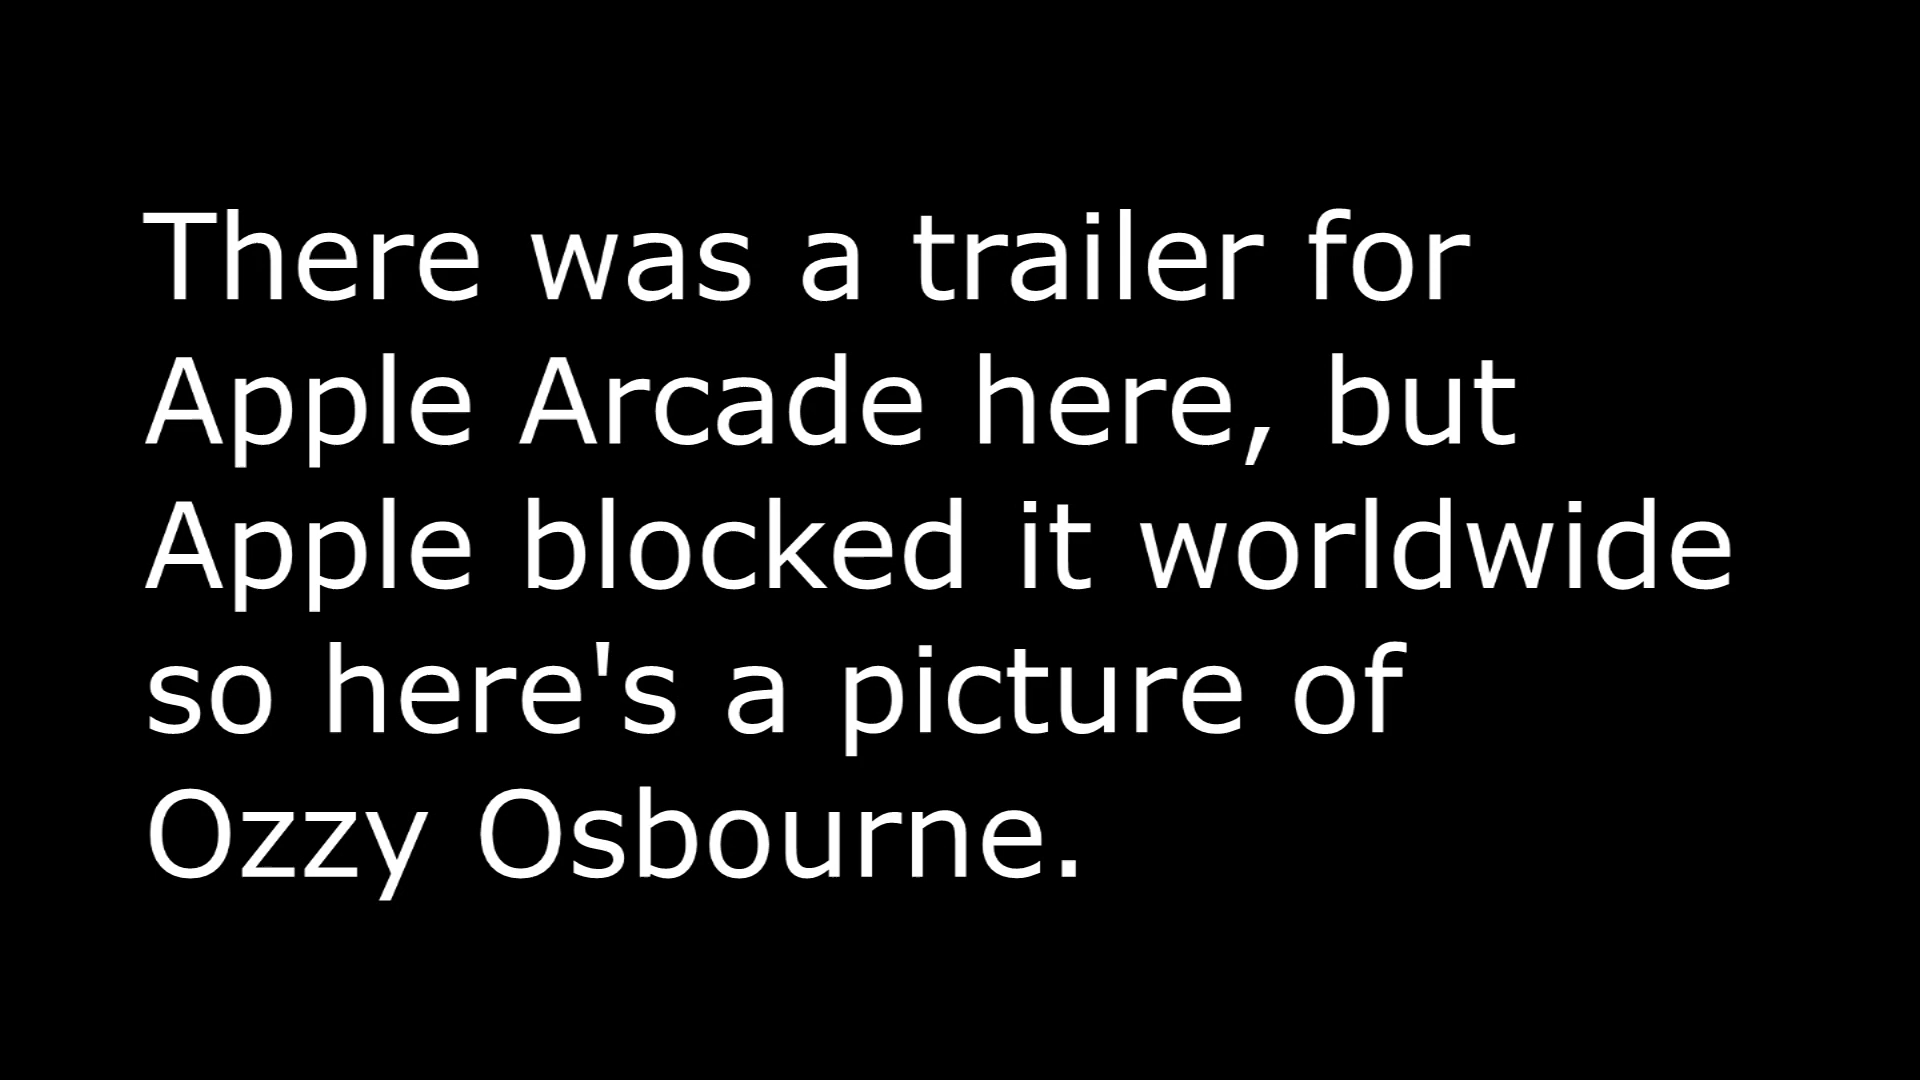 There was a trailer for
Apple Arcade here, but
Apple blocked it worldwide
so here's a picture of
Ozzy Osbourne.